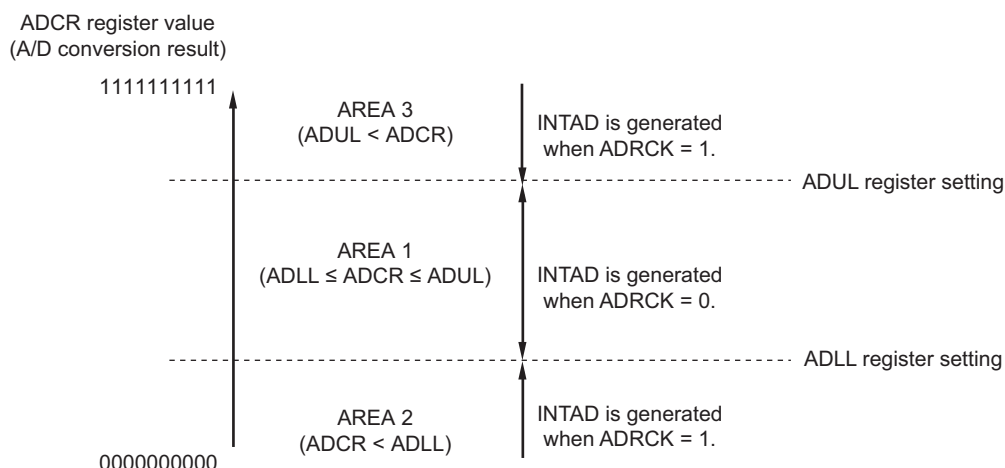 ADCR register value
(A/D conversion result)
1111111111
AREA 3
(ADUL < ADCR)
INTAD is generated
when ADRCK = 1.
ADUL register setting
AREA 1
(ADLL ≤ ADCR ≤ ADUL)
INTAD is generated
when ADRCK = 0.
ADLL register setting
AREA 2
(ADCR < ADLL)
INTAD is generated
when ADRCK = 1.
0000000000